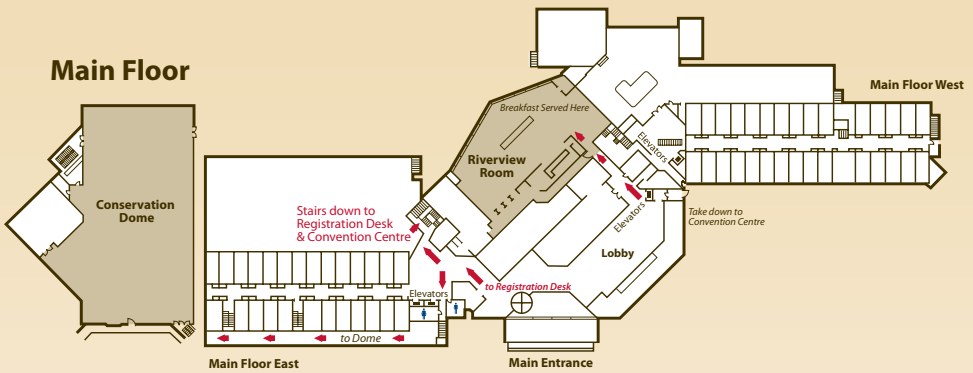 Main Floor
Main Floor West
Breakfast Served Here
Elevators
Riverview
Room
Conservation
Dome
Stairs down to
Registration Desk
& Convention Centre
Elevators
Take down to
Convention Centre
Lobby
to Registration Desk
Elevators
to Dome
Main Floor East
Main Entrance